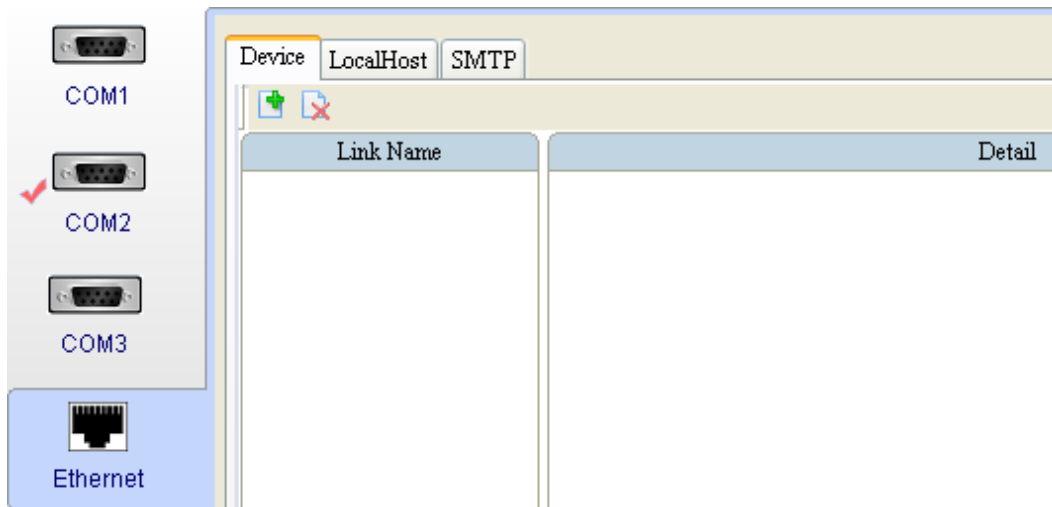 COM1
COM2
COM3
Ethernet
Device LocalHost SMTP
Link Name Detail